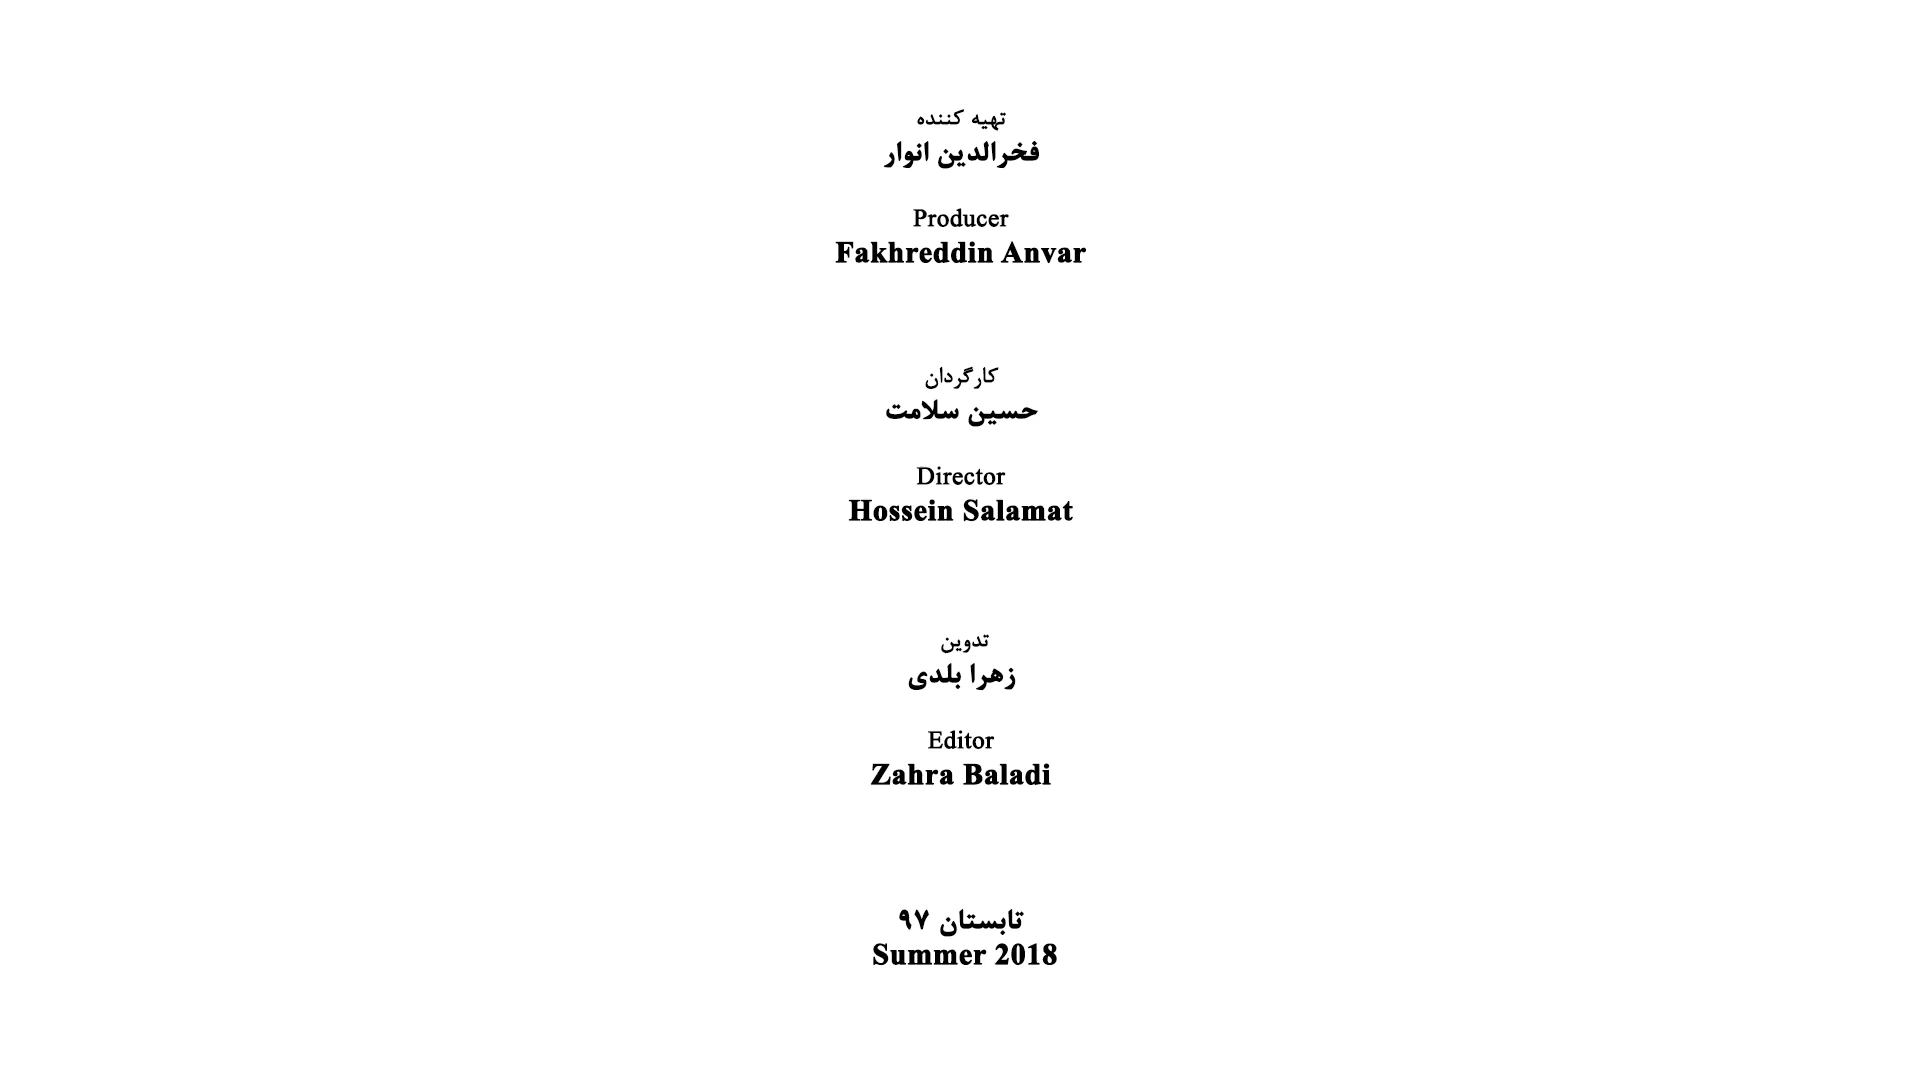 تهیه کننده
فخرالدین انوار
Producer
Fakhreddin Anvar
کارگردان
حسین سلامت
Director
Hossein Salamat
تدوین
زهرا بلدی
Editor
Zahra Baladi
تابستان ۹۷
Summer 2018